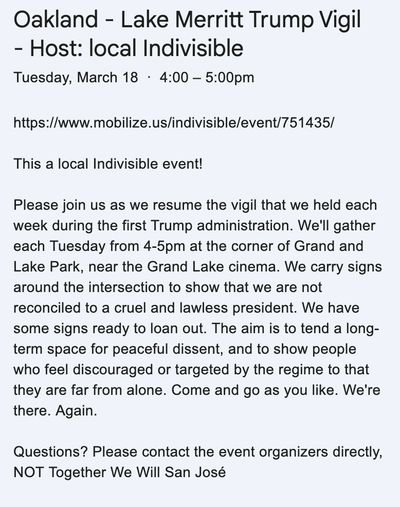 Oakland - Lake Merritt Trump Vigil
- Host: local Indivisible
Tuesday, March 18 · 4:00 – 5:00pm
https://www.mobilize.us/indivisible/event/751435/
This a local Indivisible event!
Please join us as we resume the vigil that we held each
week during the first Trump administration. We'll gather
each Tuesday from 4-5pm at the corner of Grand and
Lake Park, near the Grand Lake cinema. We carry signs
around the intersection to show that we are not
reconciled to a cruel and lawless president. We have
some signs ready to loan out. The aim is to tend a long-
term space for peaceful dissent, and to show people
who feel discouraged or targeted by the regime to that
they are far from alone. Come and go as you like. We're
there. Again.
Questions? Please contact the event organizers directly,
NOT Together We Will San José